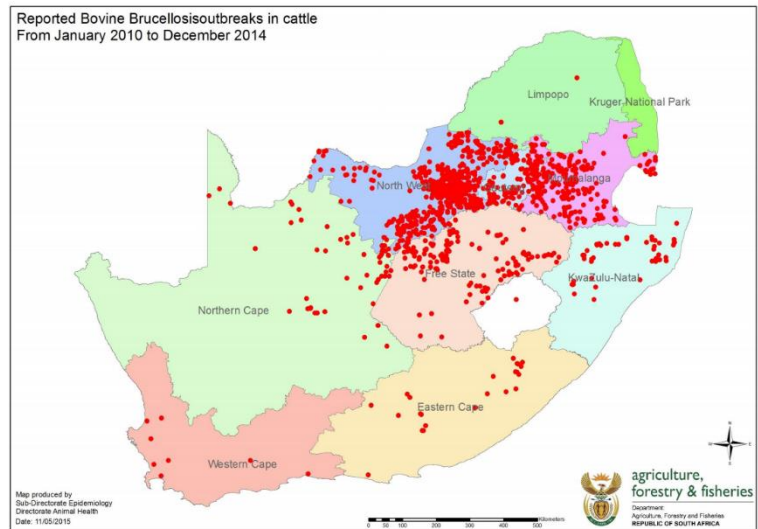 Reported Bovine Brucellosisoutbreaks in cattle
From January 2010 to December 2014
Limpopo
Kruger National Park
North West
Mpumalanga
Free State
KwaZulu-Natal
Northern Cape
Eastern Cape
Western Cape
Map produced by
Sub-Directorate Epidemiology
Directorate Animal Health
Date: 11/05/2015
0 50 100 200 300 400 500
Kilometers
N
W E
S
agriculture,
forestry & fisheries
Department:
Agriculture, Forestry and Fisheries
REPUBLIC OF SOUTH AFRICA